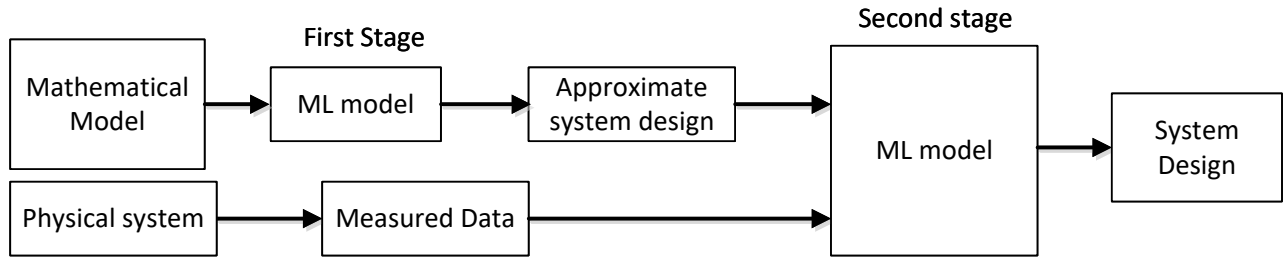 First Stage
Second stage
Mathematical
Model
ML model
Approximate
system design
ML model
System
Design
Physical system
Measured Data